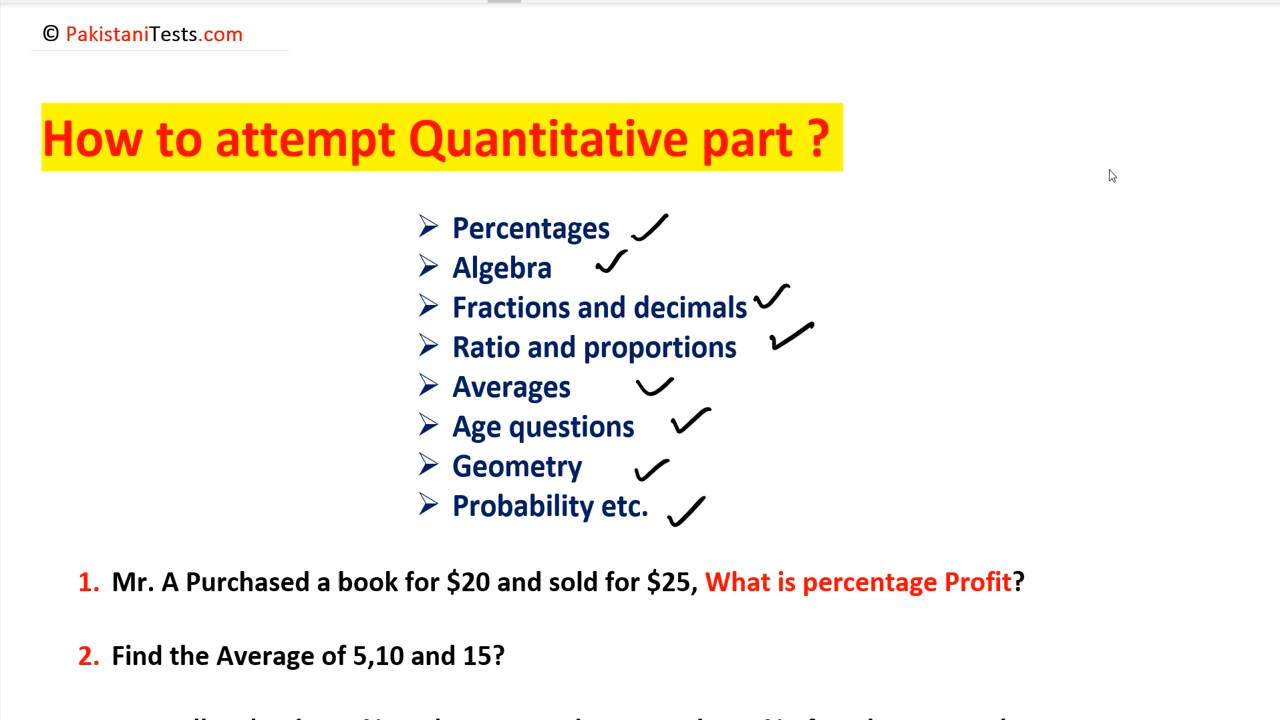 © PakistaniTests.com
How to attempt Quantitative part ?
➢ Percentages ✓
➢ Algebra ✓
➢ Fractions and decimals ✓
➢ Ratio and proportions ✓
➢ Averages ✓
➢ Age questions ✓
➢ Geometry ✓
➢ Probability etc. ✓
1. Mr. A Purchased a book for $20 and sold for $25, What is percentage Profit?
2. Find the Average of 5,10 and 15?